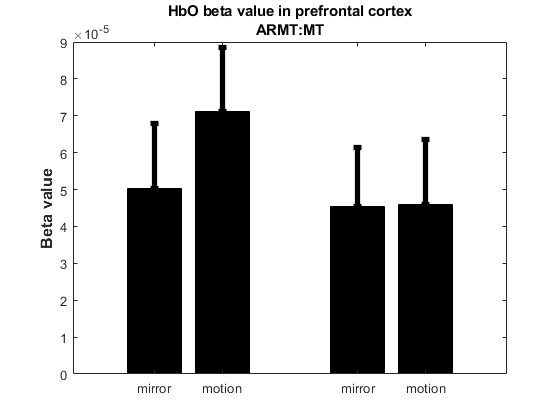 HbO beta value in prefrontal cortex
ARMT:MT
×10-5
9
8
7
6
5
4
3
2
1
0
Beta value
mirror motion mirror motion